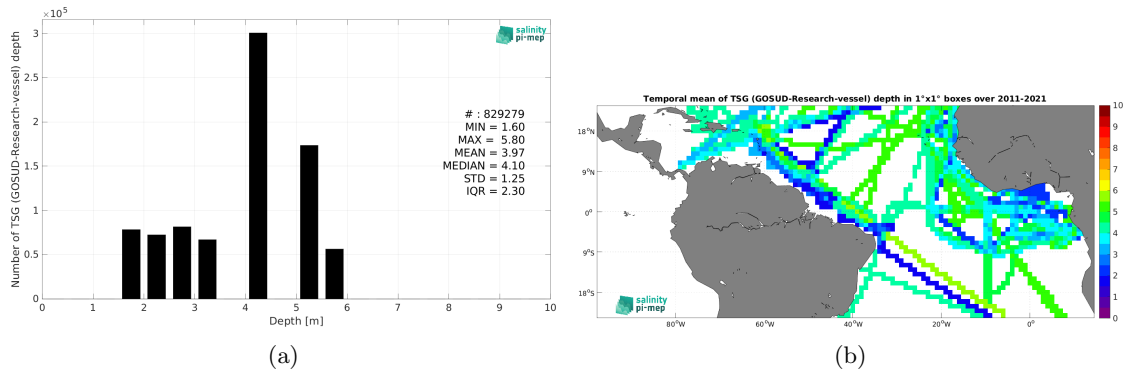 ×10⁵
3
2.5
2
1.5
1
0.5
0
Number of TSG (GOSUD-Research-vessel) depth
0 1 2 3 4 5 6 7 8 9 10
Depth [m]
salinity
pi-mep
# : 829279
MIN = 1.60
MAX = 5.80
MEAN = 3.97
MEDIAN = 4.10
STD = 1.25
IQR = 2.30
(a)
Temporal mean of TSG (GOSUD-Research-vessel) depth in 1°x1° boxes over 2011-2021
18°N
9°N
0°
9°S
18°S
80°W 60°W 40°W 20°W 0°
salinity
pi-mep
10
9
8
7
6
5
4
3
2
1
0
(b)